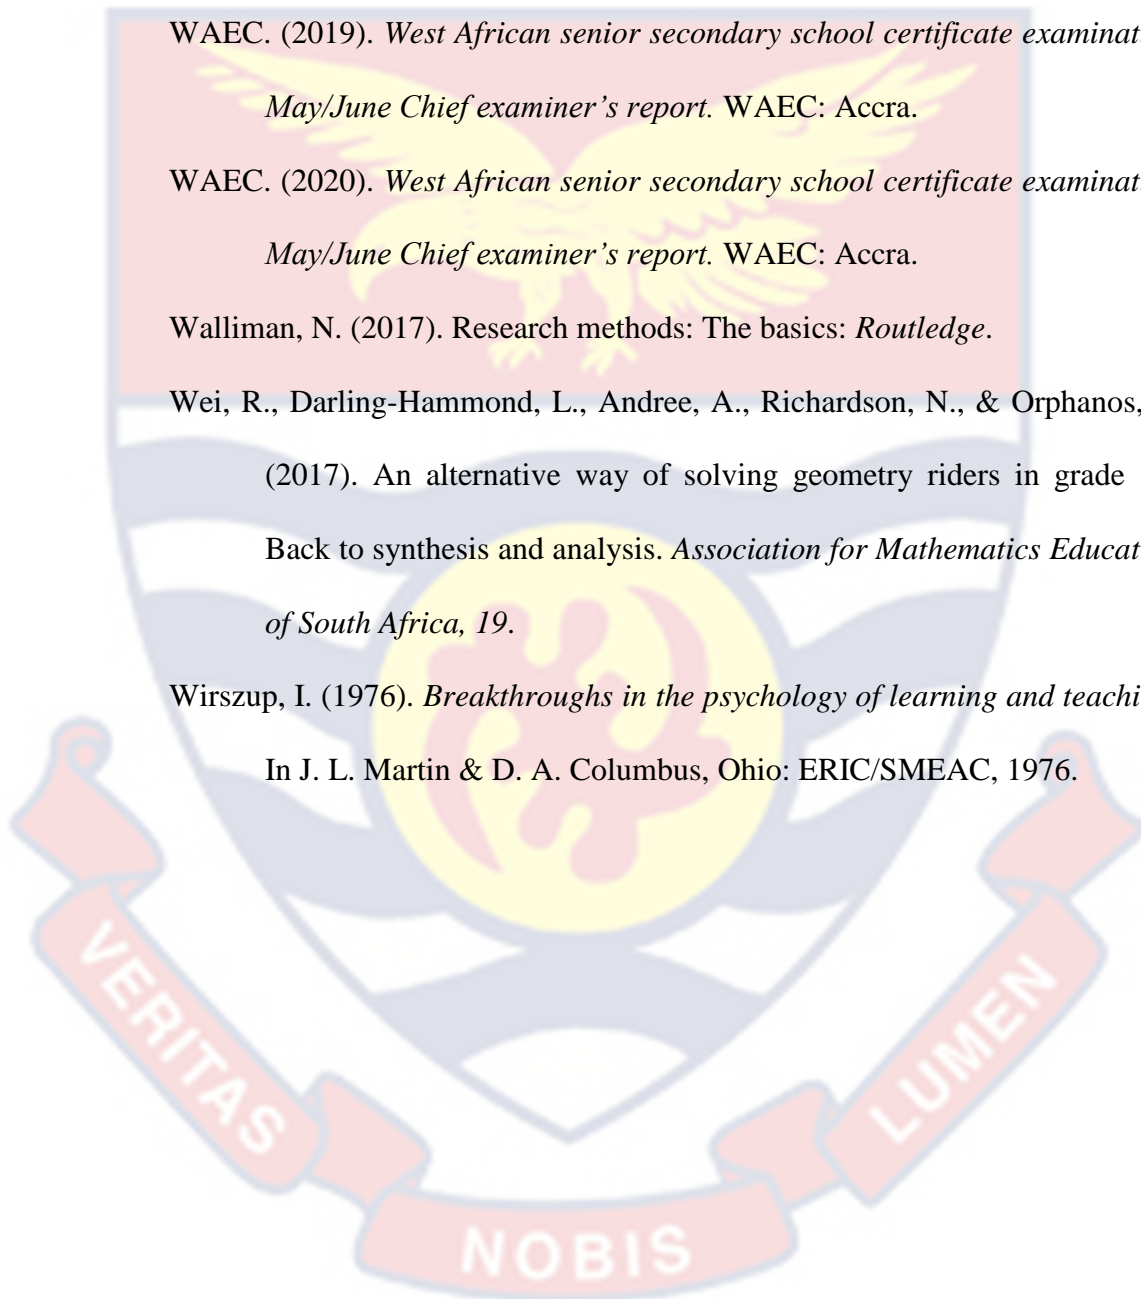 WAEC. (2019). West African senior secondary school certificate examinat
May/June Chief examiner’s report. WAEC: Accra.
WAEC. (2020). West African senior secondary school certificate examinat
May/June Chief examiner’s report. WAEC: Accra.
Walliman, N. (2017). Research methods: The basics: Routledge.
Wei, R., Darling-Hammond, L., Andree, A., Richardson, N., & Orphanos,
(2017). An alternative way of solving geometry riders in grade
Back to synthesis and analysis. Association for Mathematics Educat
of South Africa, 19.
Wirszup, I. (1976). Breakthroughs in the psychology of learning and teachi
In J. L. Martin & D. A. Columbus, Ohio: ERIC/SMEAC, 1976.
VERITAS
NOBIS
LUMEN